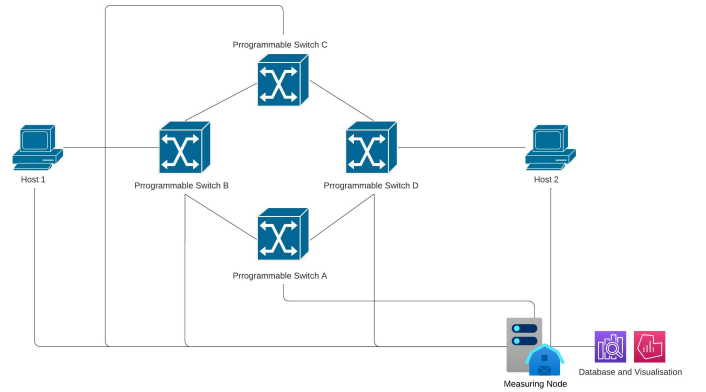 Prrogrammable Switch C
Host 1
Prrogrammable Switch B
Prrogrammable Switch D
Host 2
Prrogrammable Switch A
Database and Visualisation
Measuring Node